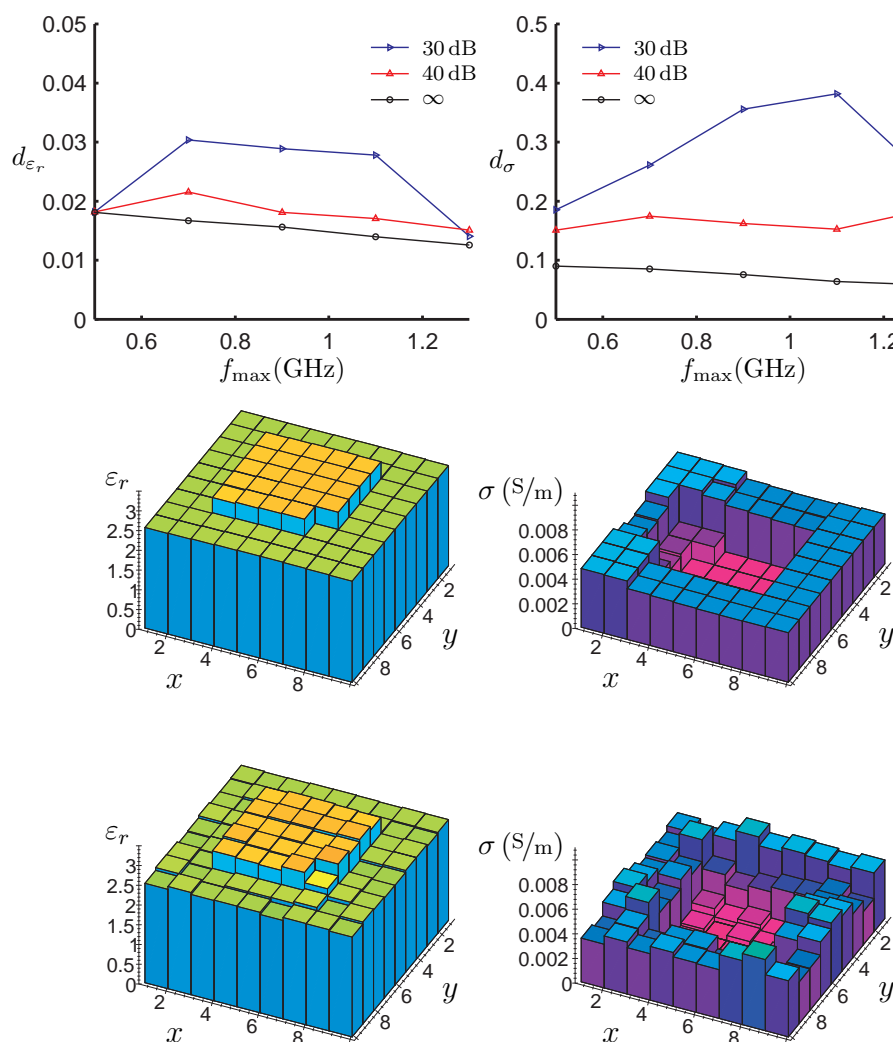 0.05
0.04
0.03
0.02
0.01
0
d_{ε_r}
30 dB
40 dB
∞
0.6 0.8 1 1.2
f_max(GHz)
0.5
0.4
0.3
0.2
0.1
0
d_σ
30 dB
40 dB
∞
0.6 0.8 1 1.2
f_max(GHz)
ε_r
3
2.5
2
1.5
1
0.5
0
2 4 6 8
x
2
4
6
8
y
σ (S/m)
0.008
0.006
0.004
0.002
0
2 4 6 8
x
2
4
6
8
y
ε_r
3
2.5
2
1.5
1
0.5
0
2 4 6 8
x
2
4
6
8
y
σ (S/m)
0.008
0.006
0.004
0.002
0
2 4 6 8
x
2
4
6
8
y